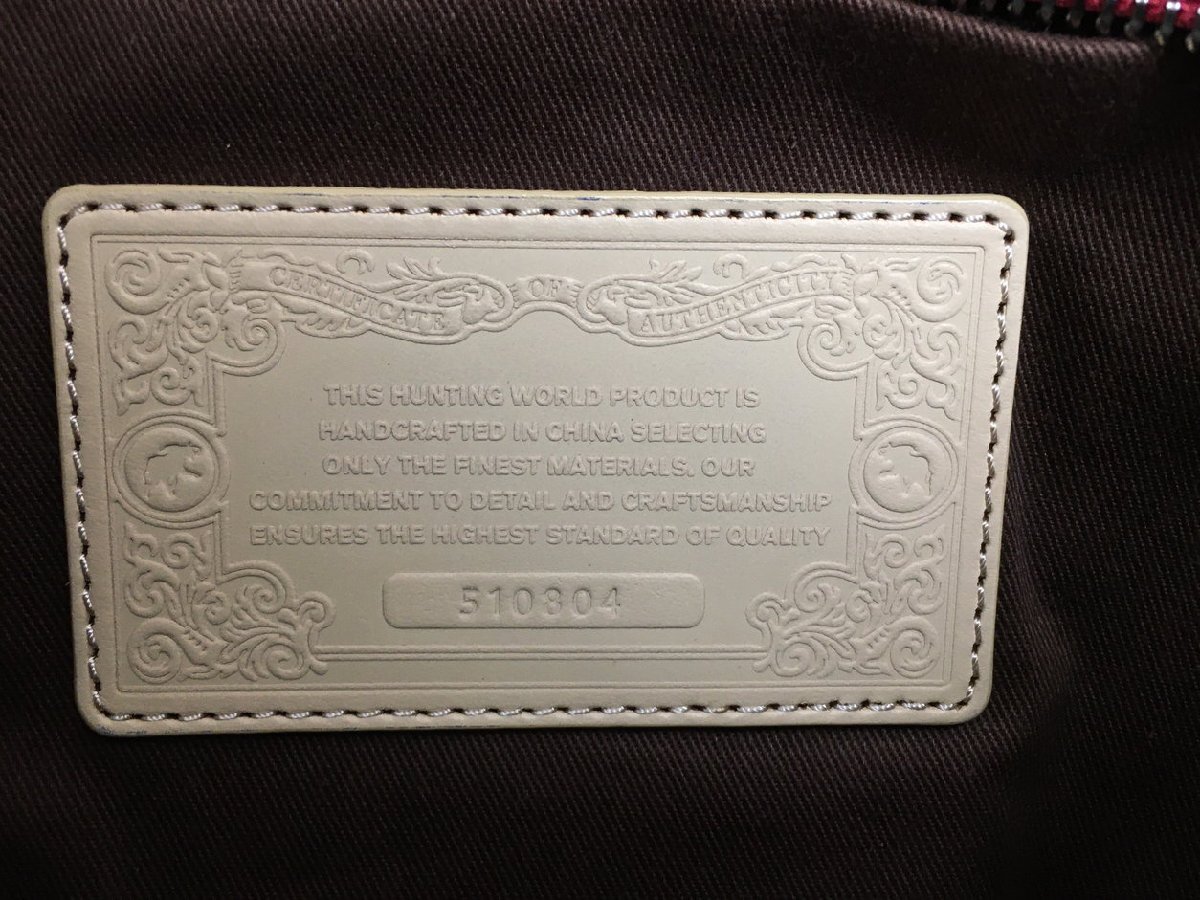 CERTIFICATE OF AUTHENTICITY
THIS HUNTING WORLD PRODUCT IS
HANDCRAFTED IN CHINA SELECTING
ONLY THE FINEST MATERIALS. OUR
COMMITMENT TO DETAIL AND CRAFTSMANSHIP
ENSURES THE HIGHEST STANDARD OF QUALITY
510804